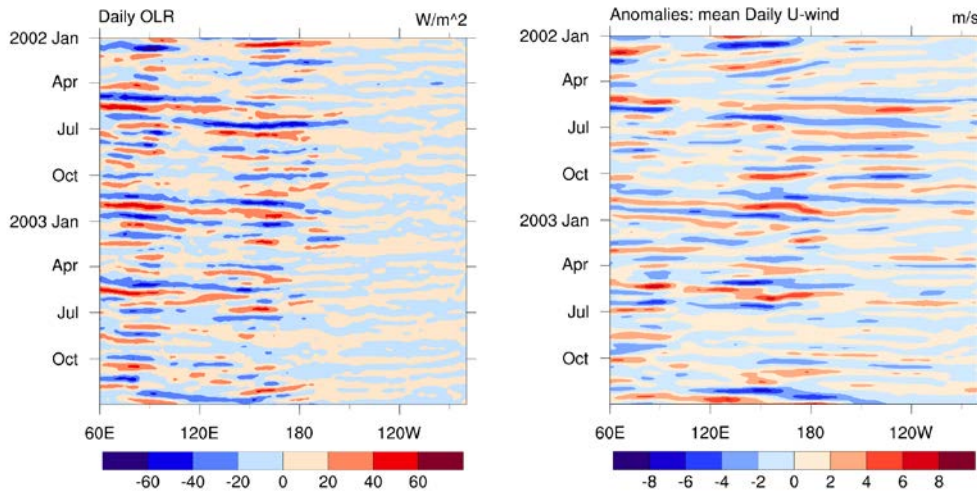 Daily OLR W/m^2
2002 Jan
Apr
Jul
Oct
2003 Jan
Apr
Jul
Oct
60E 120E 180 120W
-60 -40 -20 0 20 40 60
Anomalies: mean Daily U-wind m/s
2002 Jan
Apr
Jul
Oct
2003 Jan
Apr
Jul
Oct
60E 120E 180 120W
-8 -6 -4 -2 0 2 4 6 8